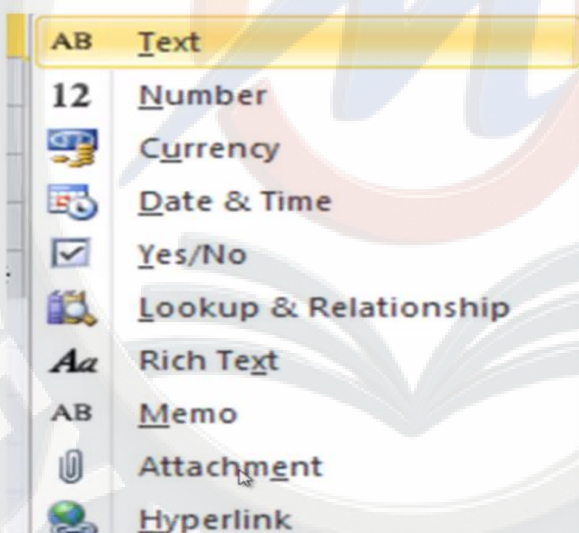 AB Text
12 Number
Currency
Date & Time
Yes/No
Lookup & Relationship
Aa Rich Text
AB Memo
Attachment
Hyperlink